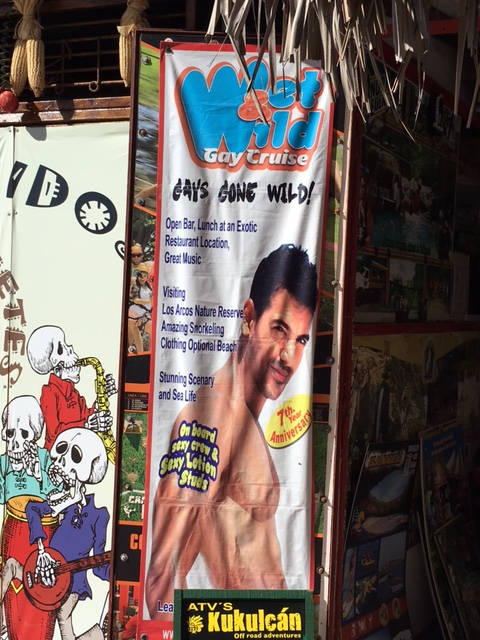 Wet
& Wild
Gay Cruise
GAYS GONE WILD!
Open Bar, Lunch at an Exotic
Restaurant Location,
Great Music
Visiting
Los Arcos Nature Reserve
Amazing Snorkeling
Clothing Optional Beach
Stunning Scenary
and Sea Life
7th. Year
Anniversary
On board
sexy crew &
Sexy Lotion
Studs
Lea
ATV'S
Kukulcán
Off road adventures